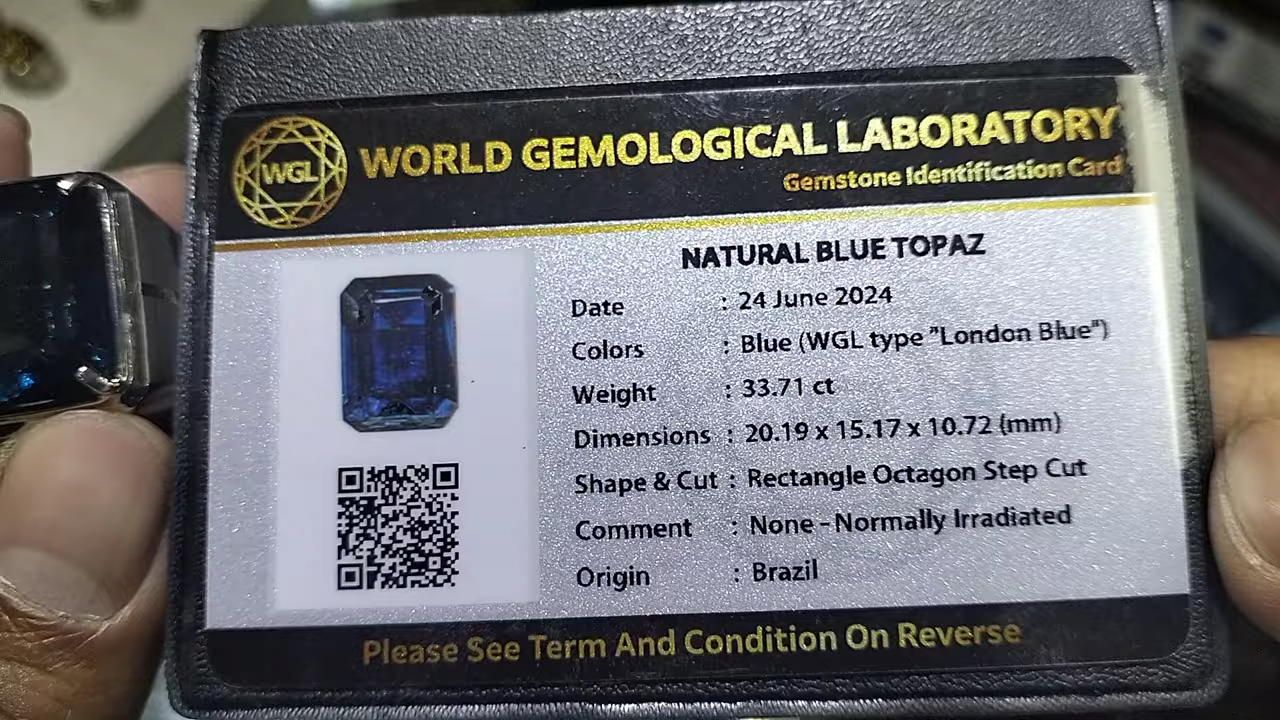 WGL
WORLD GEMOLOGICAL LABORATORY
Gemstone Identification Card
NATURAL BLUE TOPAZ
Date : 24 June 2024
Colors : Blue (WGL type "London Blue")
Weight : 33.71 ct
Dimensions : 20.19 x 15.17 x 10.72 (mm)
Shape & Cut : Rectangle Octagon Step Cut
Comment : None - Normally Irradiated
Origin : Brazil
Please See Term And Condition On Reverse